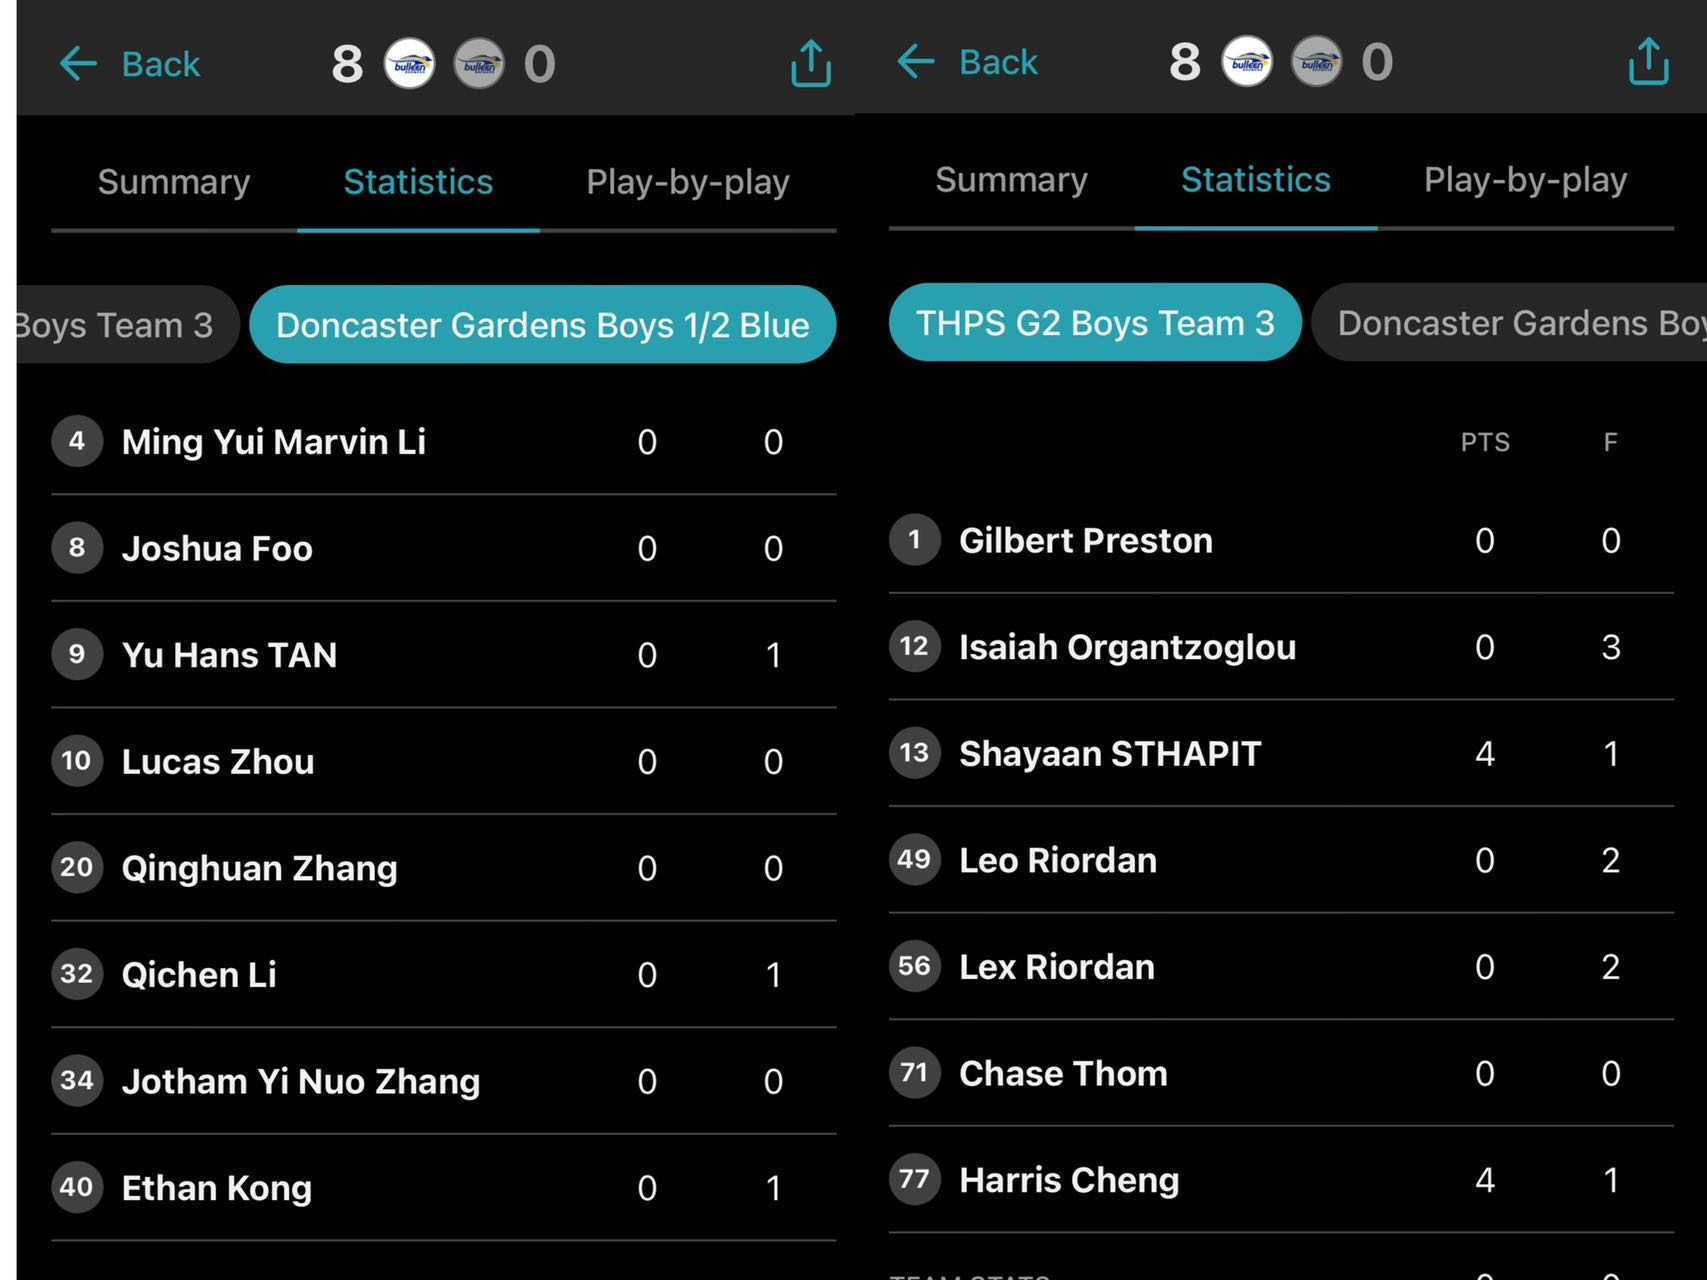 Back 8 bulleen bulleen 0
Summary Statistics Play-by-play
Boys Team 3 Doncaster Gardens Boys 1/2 Blue
4 Ming Yui Marvin Li 0 0
8 Joshua Foo 0 0
9 Yu Hans TAN 0 1
10 Lucas Zhou 0 0
20 Qinghuan Zhang 0 0
32 Qichen Li 0 1
34 Jotham Yi Nuo Zhang 0 0
40 Ethan Kong 0 1
Back 8 bulleen bulleen 0
Summary Statistics Play-by-play
THPS G2 Boys Team 3 Doncaster Gardens Boy
PTS F
1 Gilbert Preston 0 0
12 Isaiah Organtzoglou 0 3
13 Shayaan STHAPIT 4 1
49 Leo Riordan 0 2
56 Lex Riordan 0 2
71 Chase Thom 0 0
77 Harris Cheng 4 1
TEAM STATS